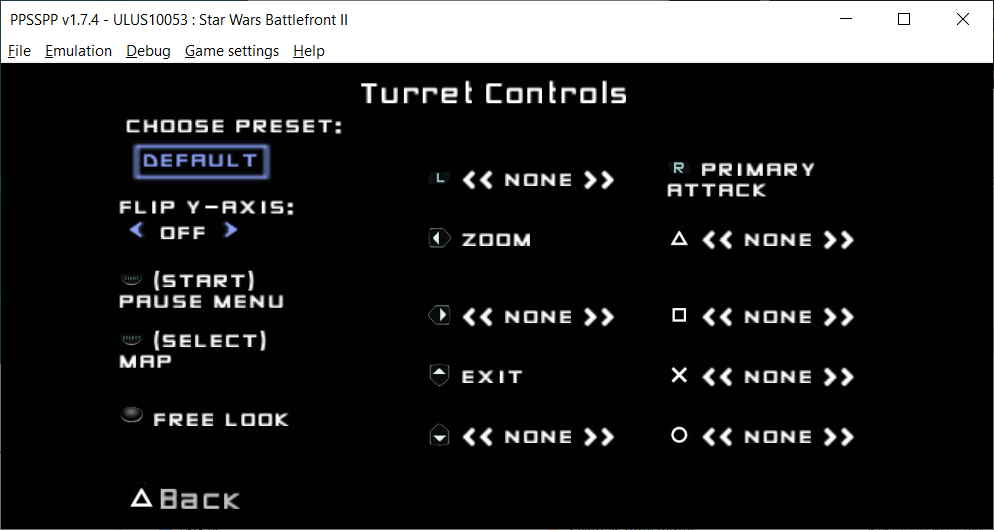 PPSSPP v1.7.4 - ULUS10053 : Star Wars Battlefront II
File Emulation Debug Game settings Help
Turret Controls
CHOOSE PRESET:
DEFAULT
FLIP Y-AXIS:
< OFF >
START (START)
PAUSE MENU
SELECT (SELECT)
MAP
FREE LOOK
L << NONE >>
ZOOM
<< NONE >>
EXIT
<< NONE >>
R PRIMARY
ATTACK
△ << NONE >>
□ << NONE >>
✕ << NONE >>
○ << NONE >>
△ Back